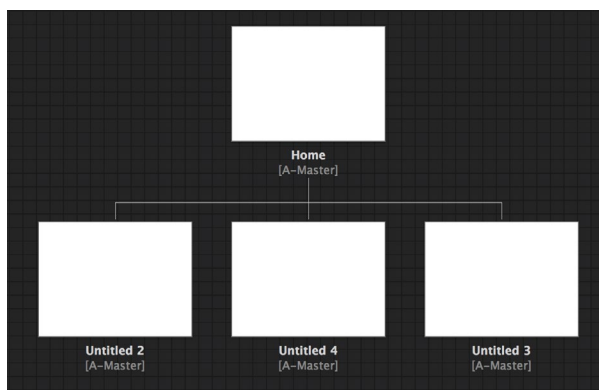 Home
[A-Master]
Untitled 2
[A-Master]
Untitled 4
[A-Master]
Untitled 3
[A-Master]